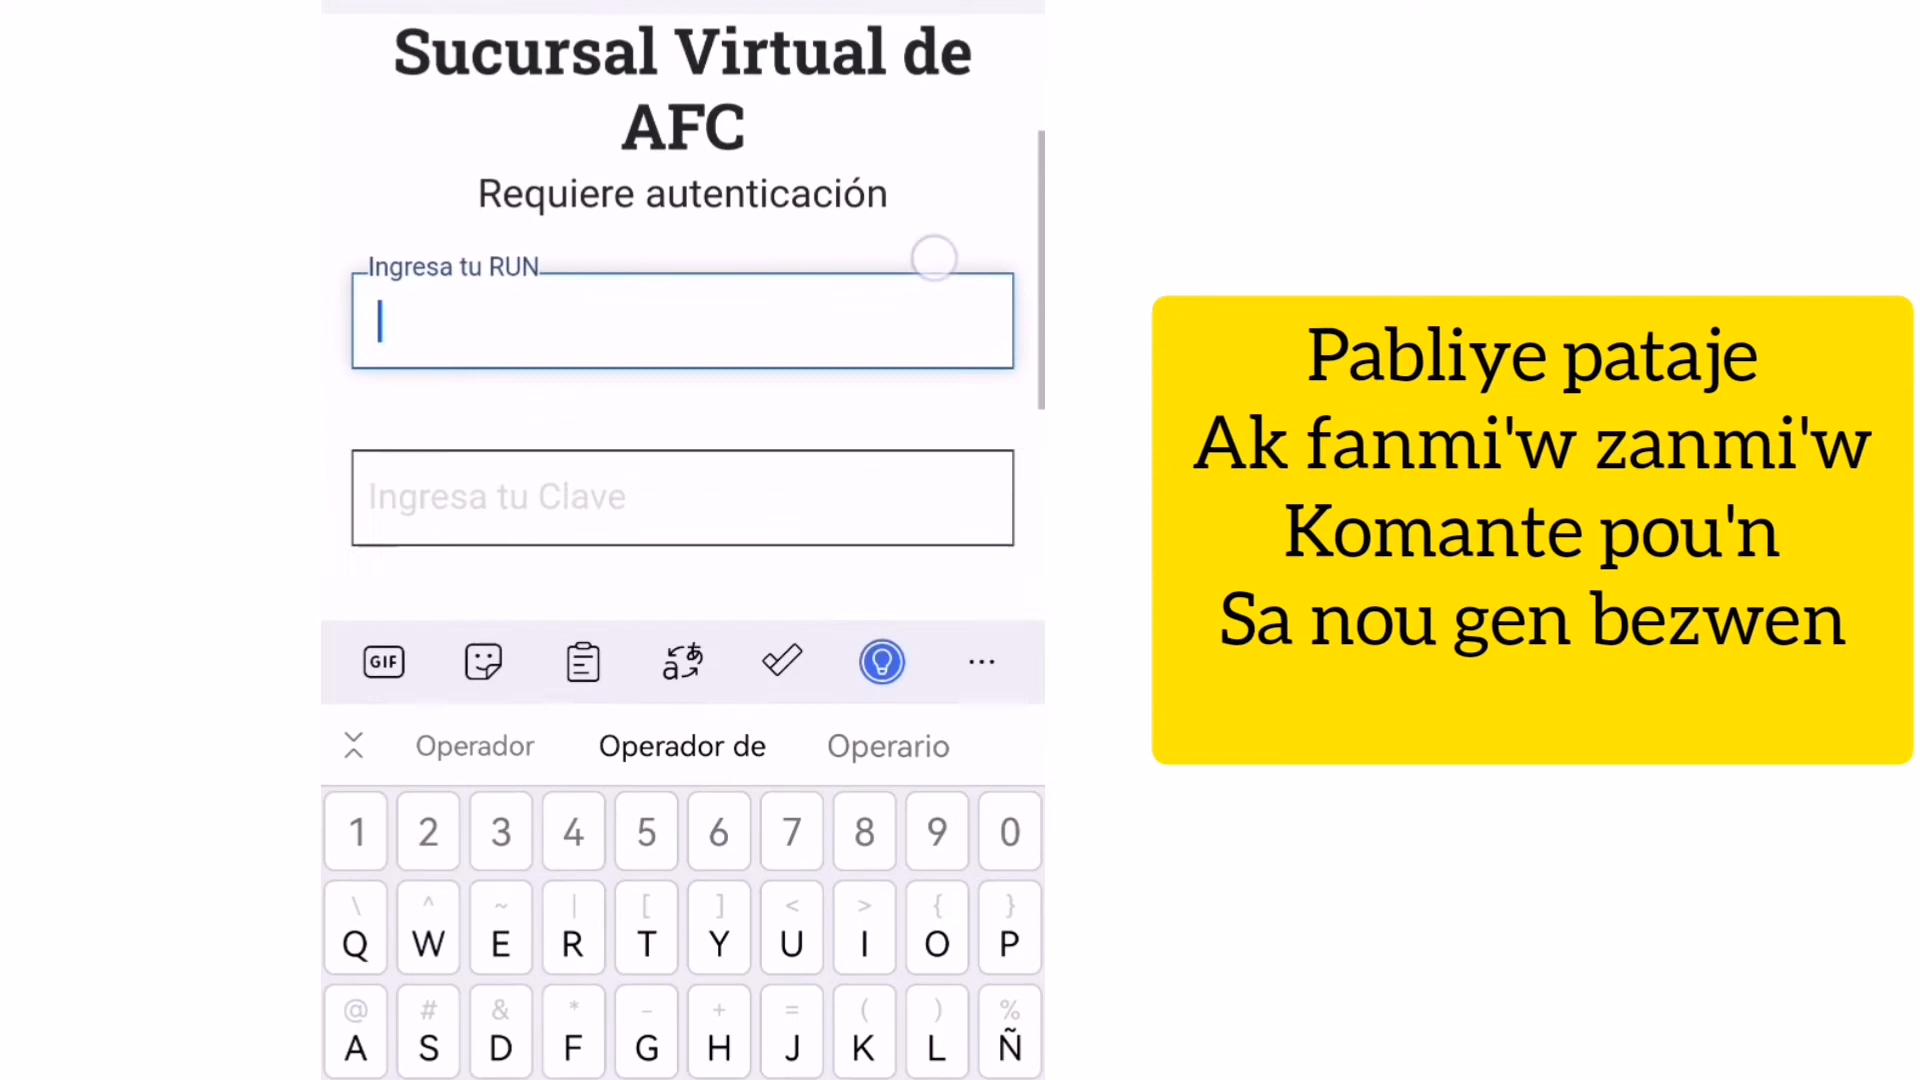 Sucursal Virtual de
AFC
Requiere autenticación
Ingresa tu RUN
Ingresa tu Clave
GIF
Operador Operador de Operario
1 2 3 4 5 6 7 8 9 0
\ ^ ~ | [ ] < > { }
Q W E R T Y U I O P
@ # & * - + = ( ) %
A S D F G H J K L Ñ
Pabliye pataje
Ak fanmi'w zanmi'w
Komante pou'n
Sa nou gen bezwen